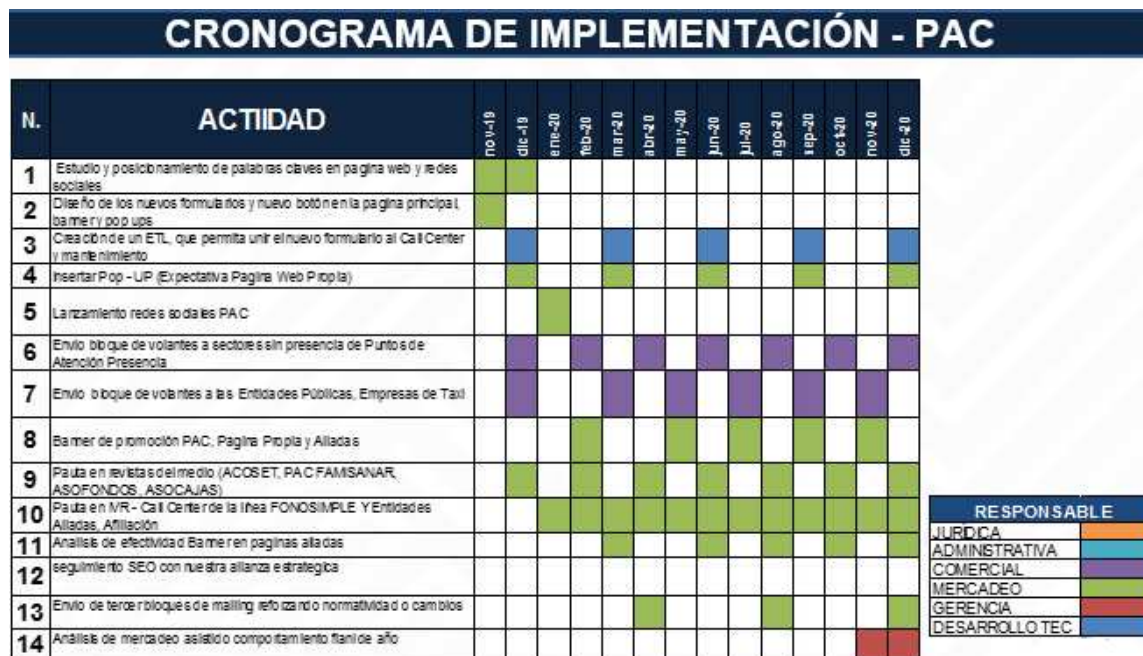 CRONOGRAMA DE IMPLEMENTACIÓN - PAC
N. ACTIIDAD nov-19 dic-19 ene-20 feb-20 mar-20 abr-20 may-20 jun-20 jul-20 ago-20 sep-20 oct-20 nov-20 dic-20
1 Estudio y posicionamiento de palabras claves en pagina web y redes
sociales
2 Diseño de los nuevos formularios y nuevo botón en la pagina principal,
banner y pop ups
3 Creación de un ETL, que permita unir el nuevo formulario al Call Center
y mantenimiento
4 Insertar Pop - UP (Expectativa Pagina Web Propia)
5 Lanzamiento redes sociales PAC
6 Envio bloque de volantes a sectores sin presencia de Puntos de
Atención Presencia
7 Envio bloque de volantes a las Entidades Públicas, Empresas de Taxi
8 Banner de promoción PAC, Pagina Propia y Aliadas
9 Pauta en revistas del medio (ACOSET, PAC FAMISANAR,
ASOFONDOS, ASOCAJAS)
10 Pauta en IVR - Call Center de la linea FONOSIMPLE Y Entidades
Aliadas, Afiliación
11 Analisis de efectividad Banner en paginas aliadas
12 seguimiento SEO con nuestra alianza estrategica
13 Envio de tercer bloques de mailing reforzando normatividad o cambios
14 Análisis de mercadeo asistido comportamiento flanl de año
RESPONSABLE
JURIDICA
ADMINISTRATIVA
COMERCIAL
MERCADEO
GERENCIA
DESARROLLO TEC